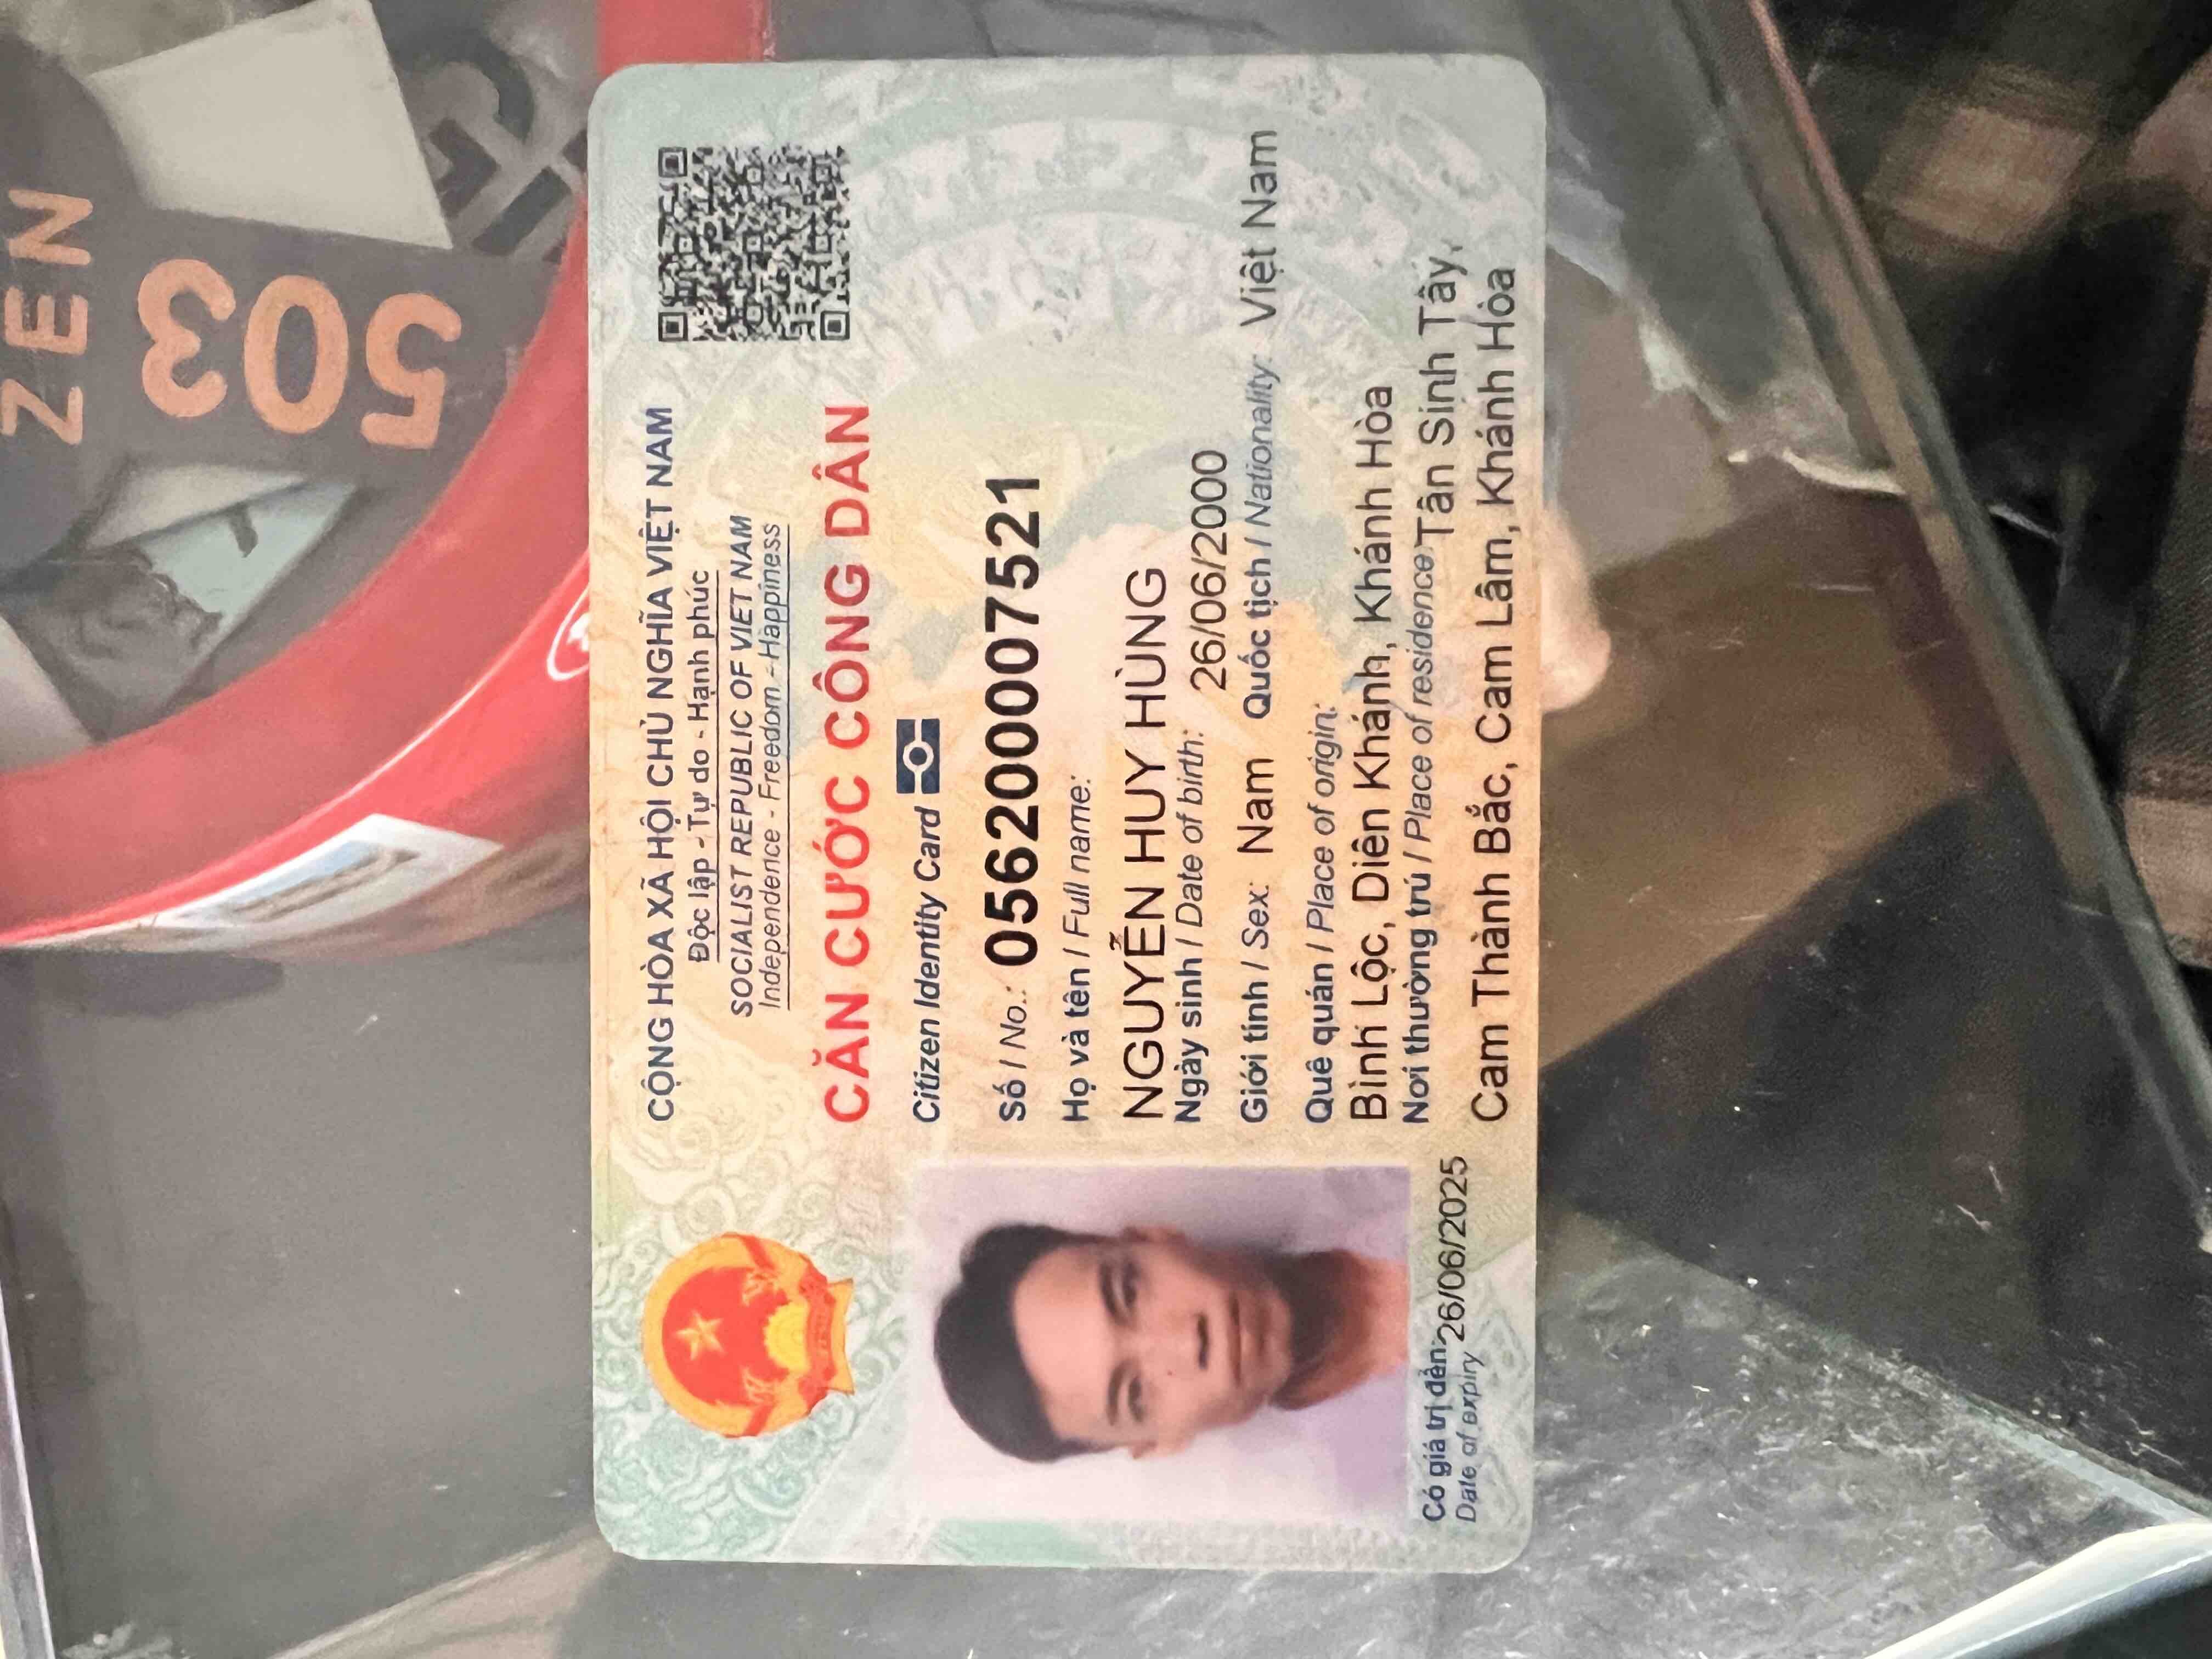 CỘNG HÒA XÃ HỘI CHỦ NGHĨA VIỆT NAM
Độc lập - Tự do - Hạnh phúc
SOCIALIST REPUBLIC OF VIET NAM
Independence - Freedom - Happiness
CĂN CƯỚC CÔNG DÂN
Citizen Identity Card
Số / No.: 056200007521
Họ và tên / Full name:
NGUYỄN HUY HÙNG
Ngày sinh / Date of birth: 26/06/2000
Giới tính / Sex: Nam Quốc tịch / Nationality: Việt Nam
Quê quán / Place of origin:
Bình Lộc, Diên Khánh, Khánh Hòa
Nơi thường trú / Place of residence: Tân Sinh Tây,
Cam Thành Bắc, Cam Lâm, Khánh Hòa
Có giá trị đến: 26/06/2025
Date of expiry
ZEN
503